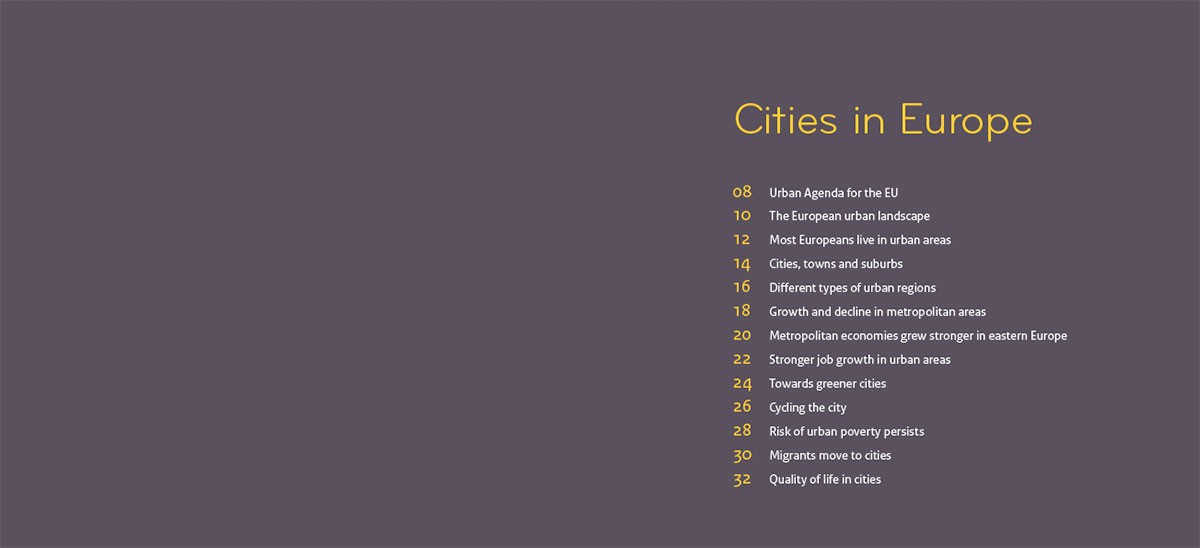 Cities in Europe
08 Urban Agenda for the EU
10 The European urban landscape
12 Most Europeans live in urban areas
14 Cities, towns and suburbs
16 Different types of urban regions
18 Growth and decline in metropolitan areas
20 Metropolitan economies grew stronger in eastern Europe
22 Stronger job growth in urban areas
24 Towards greener cities
26 Cycling the city
28 Risk of urban poverty persists
30 Migrants move to cities
32 Quality of life in cities